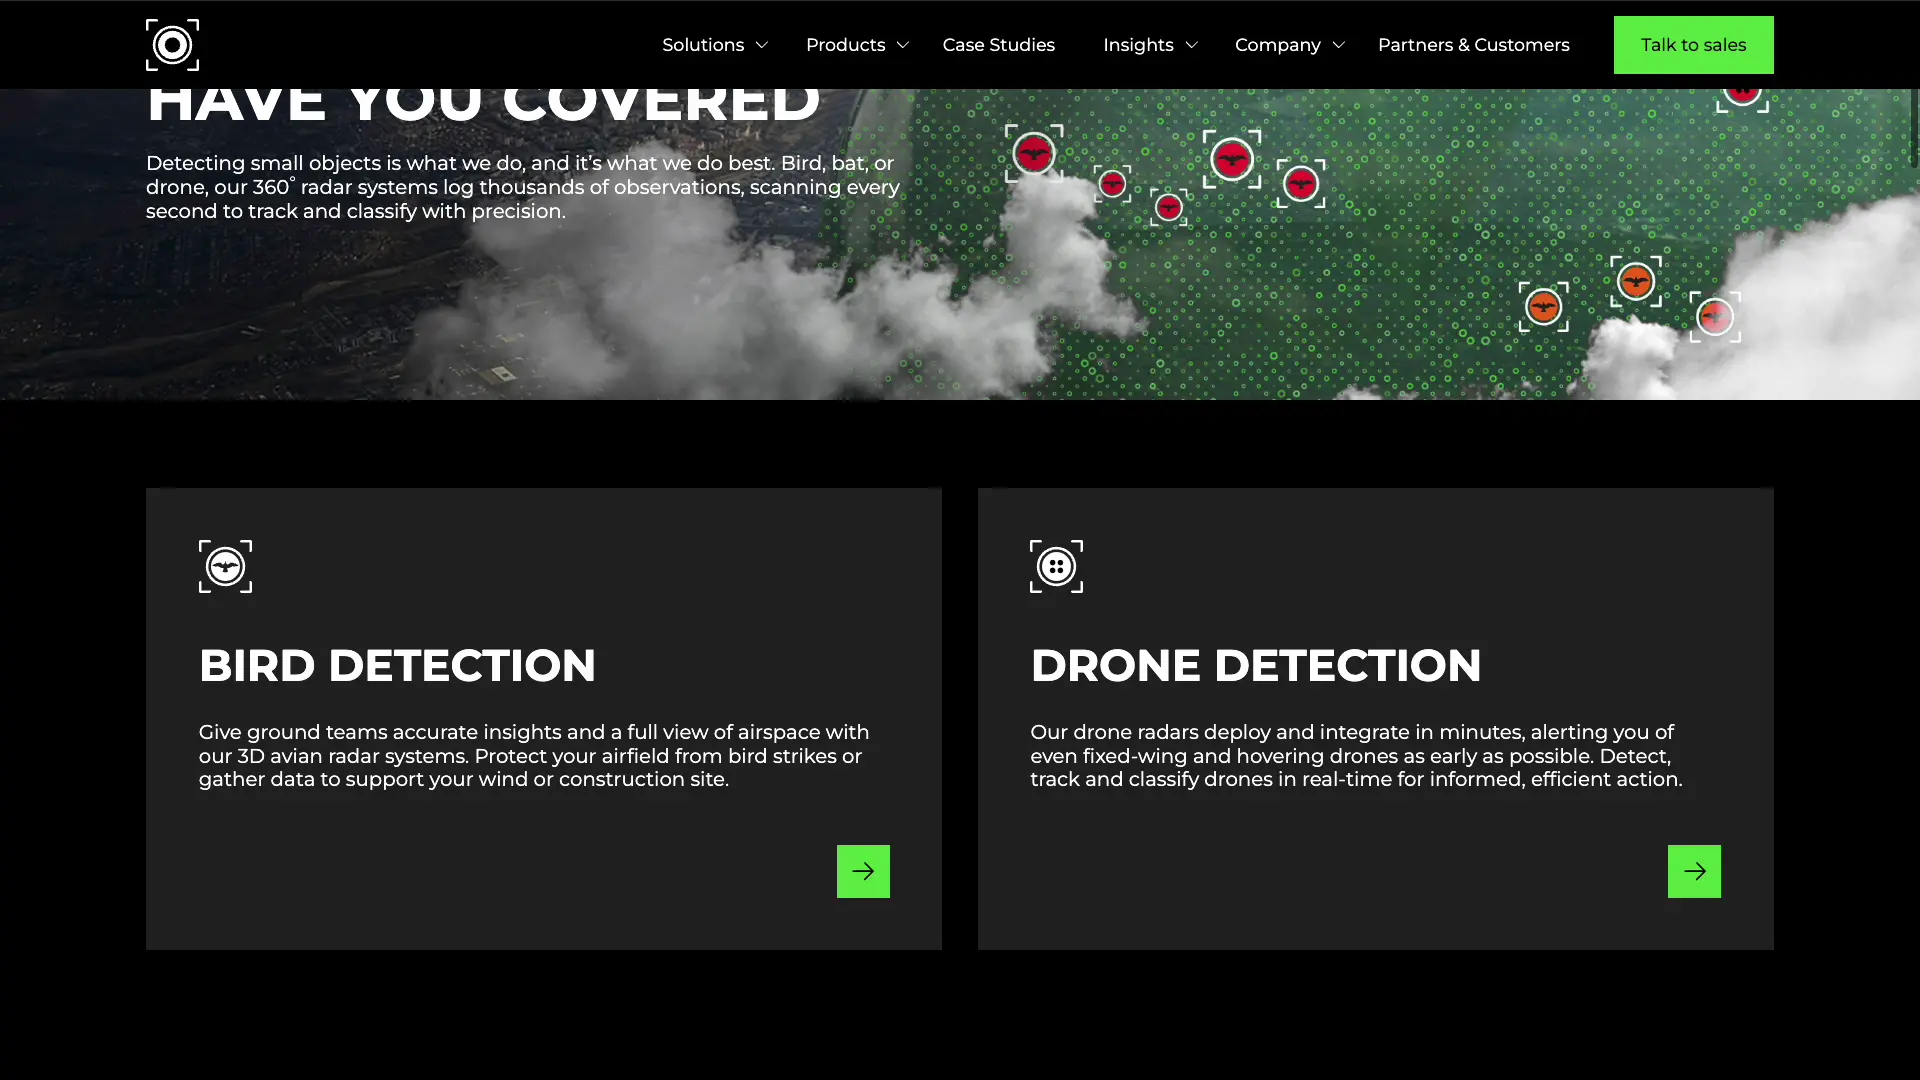 Solutions
Products
Case Studies
Insights
Company
Partners & Customers
Talk to sales
HAVE YOU COVERED
Detecting small objects is what we do, and it’s what we do best. Bird, bat, or
drone, our 360° radar systems log thousands of observations, scanning every
second to track and classify with precision.
BIRD DETECTION
Give ground teams accurate insights and a full view of airspace with
our 3D avian radar systems. Protect your airfield from bird strikes or
gather data to support your wind or construction site.
DRONE DETECTION
Our drone radars deploy and integrate in minutes, alerting you of
even fixed-wing and hovering drones as early as possible. Detect,
track and classify drones in real-time for informed, efficient action.